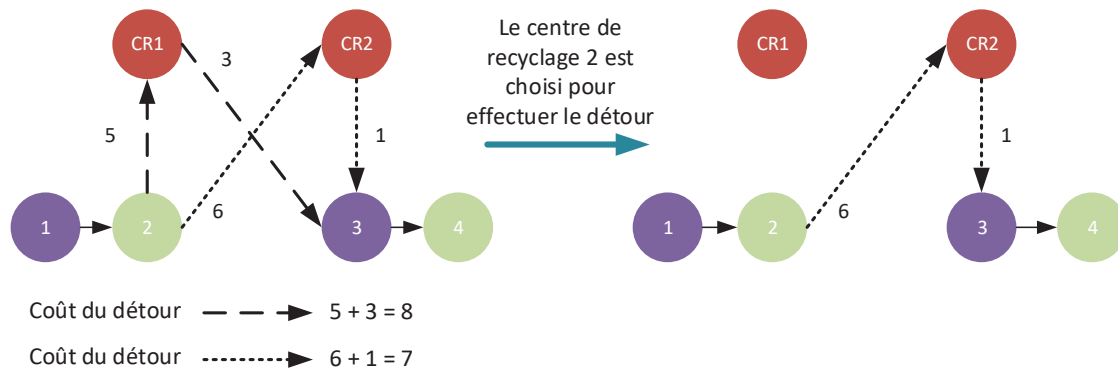 CR1
3
CR2
5
1
6
1
2
3
4
Le centre de
recyclage 2 est
choisi pour
effectuer le détour
CR1
CR2
1
6
1
2
3
4
Coût du détour 5 + 3 = 8
Coût du détour 6 + 1 = 7